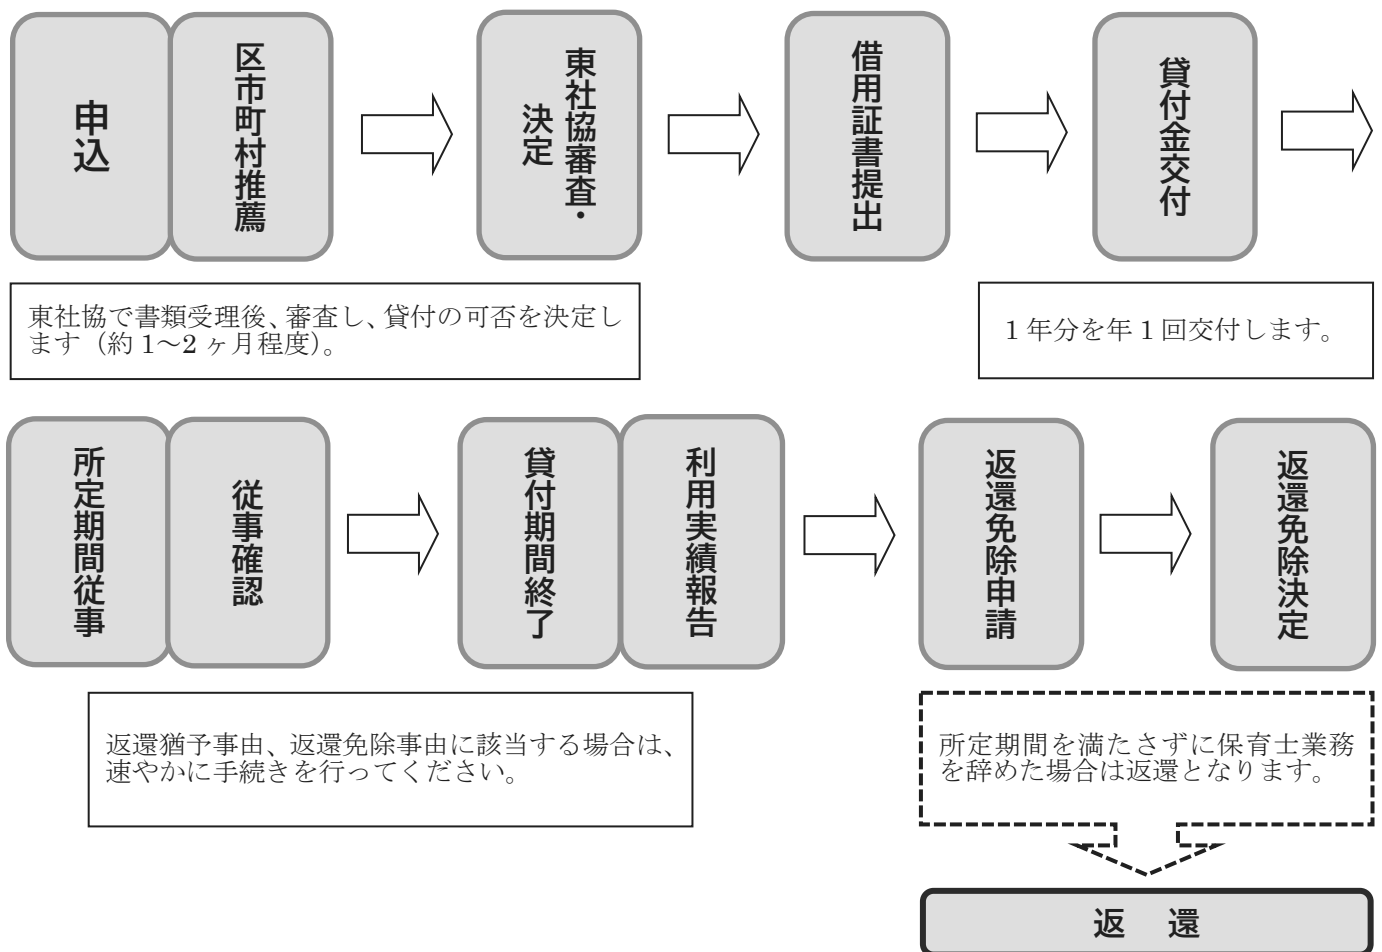 申込
区市町村推薦
東社協審査・
決定
借用証書提出
貸付金交付
東社協で書類受理後、審査し、貸付の可否を決定し
ます（約 1～2 ヶ月程度）。
1 年分を年 1 回交付します。
所定期間従事
従事確認
貸付期間終了
利用実績報告
返還免除申請
返還免除決定
返還猶予事由、返還免除事由に該当する場合は、
速やかに手続きを行ってください。
所定期間を満たさずに保育士業務
を辞めた場合は返還となります。
返　還